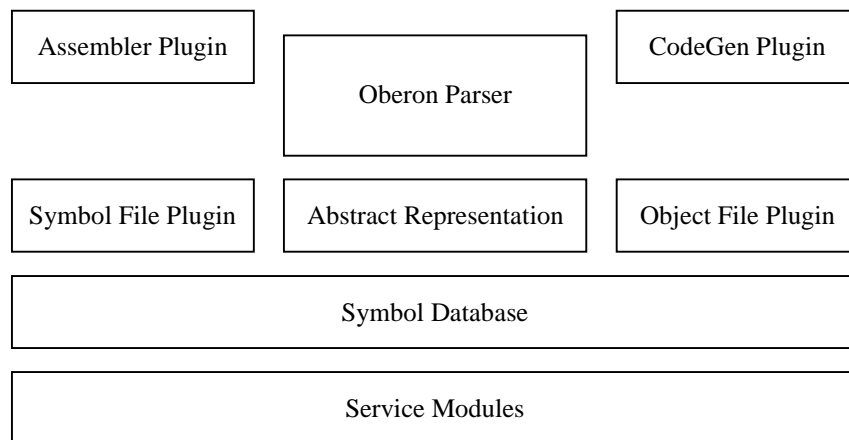 Assembler Plugin
CodeGen Plugin
Oberon Parser
Symbol File Plugin
Abstract Representation
Object File Plugin
Symbol Database
Service Modules